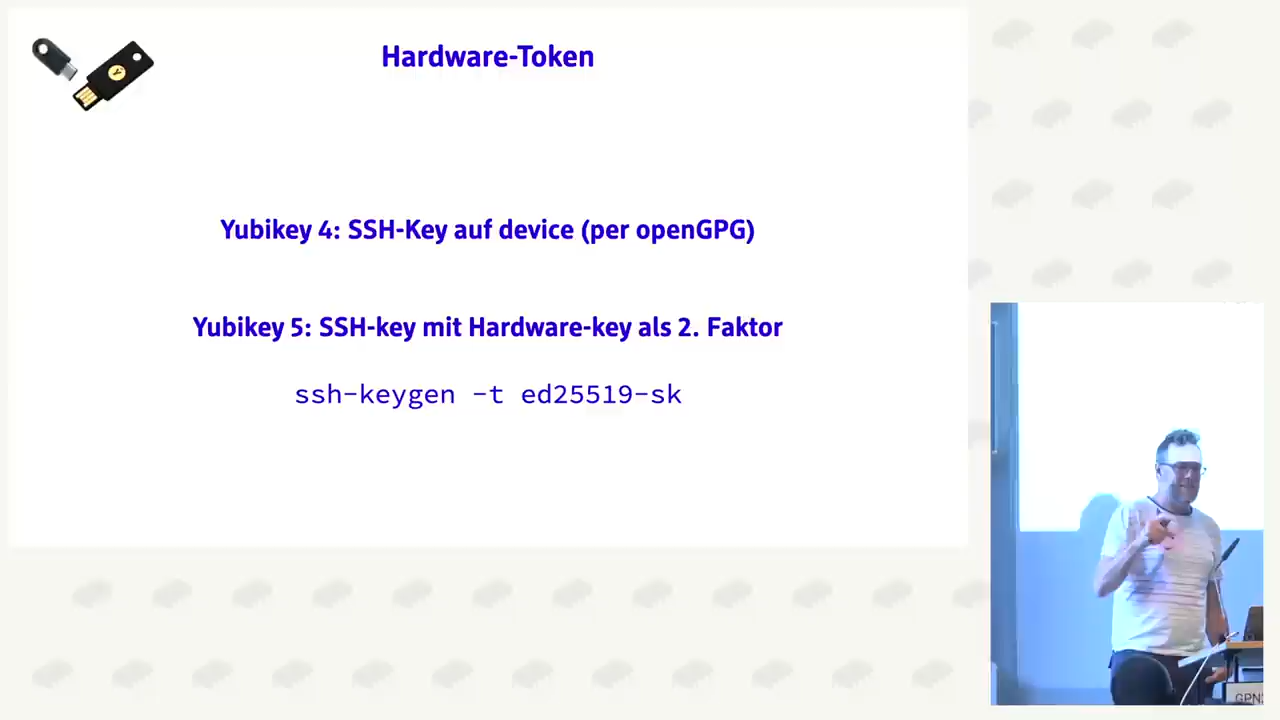 Hardware-Token
Yubikey 4: SSH-Key auf device (per openGPG)
Yubikey 5: SSH-key mit Hardware-key als 2. Faktor
ssh-keygen -t ed25519-sk